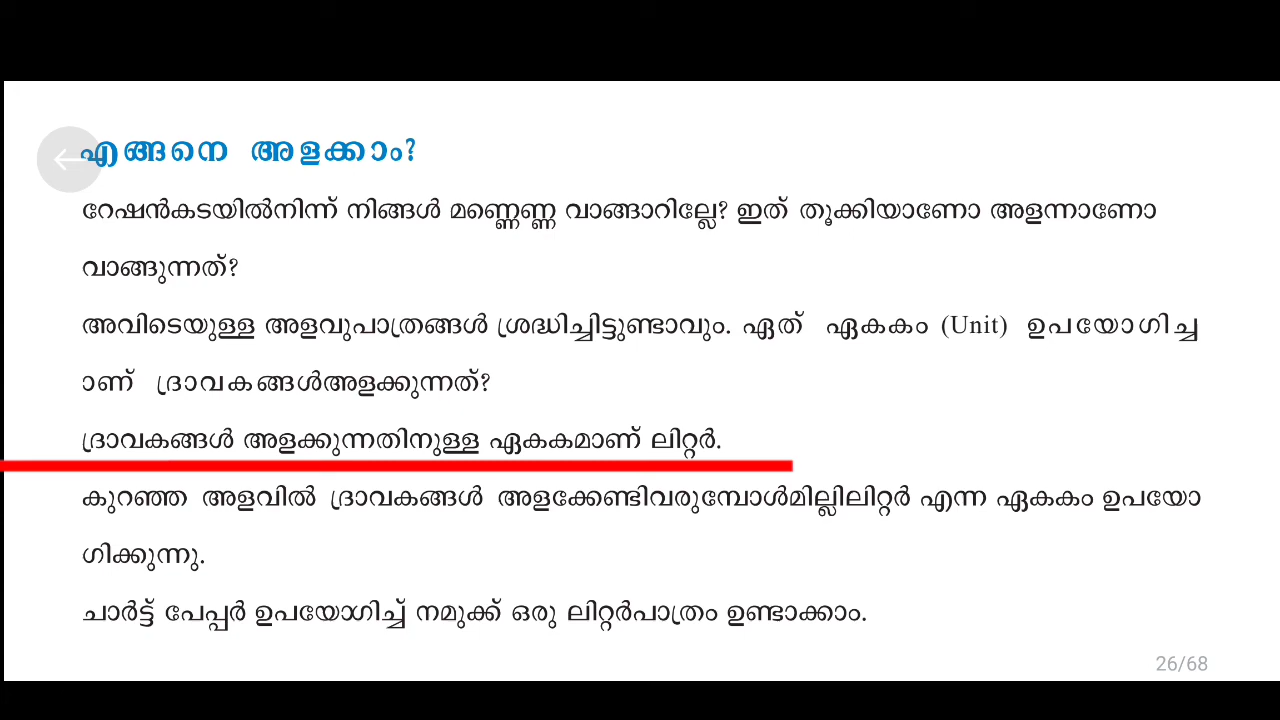 എങ്ങനെ അളക്കാം?
റേഷൻകടയിൽനിന്ന് നിങ്ങൾ മണ്ണെണ്ണ വാങ്ങാറില്ലേ? ഇത് തൂക്കിയാണോ അളന്നാണോ
വാങ്ങുന്നത്?
അവിടെയുള്ള അളവുപാത്രങ്ങൾ ശ്രദ്ധിച്ചിട്ടുണ്ടാവും. ഏത് ഏകകം (Unit) ഉപയോഗിച്ച
ാണ് ദ്രാവകങ്ങൾഅളക്കുന്നത്?
ദ്രാവകങ്ങൾ അളക്കുന്നതിനുള്ള ഏകകമാണ് ലിറ്റർ.
കുറഞ്ഞ അളവിൽ ദ്രാവകങ്ങൾ അളക്കേണ്ടിവരുമ്പോൾമില്ലിലിറ്റർ എന്ന ഏകകം ഉപയോ
ഗിക്കുന്നു.
ചാർട്ട് പേപ്പർ ഉപയോഗിച്ച് നമുക്ക് ഒരു ലിറ്റർപാത്രം ഉണ്ടാക്കാം.
26/68